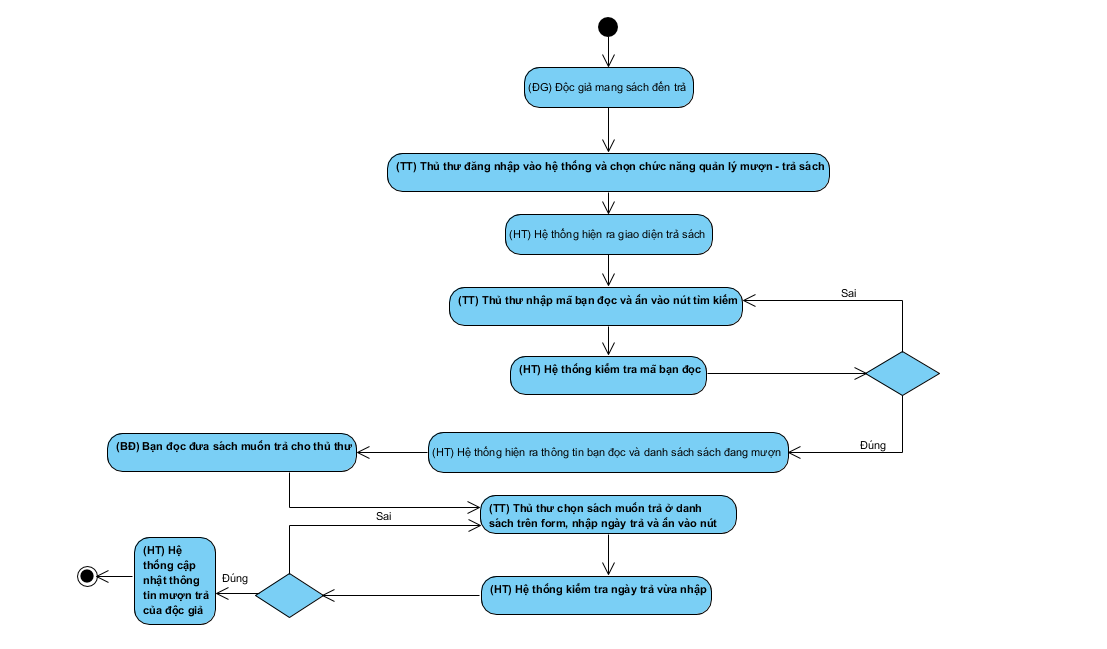 (ĐG) Độc giả mang sách đến trả
(TT) Thủ thư đăng nhập vào hệ thống và chọn chức năng quản lý mượn - trả sách
(HT) Hệ thống hiện ra giao diện trả sách
(TT) Thủ thư nhập mã bạn đọc và ấn vào nút tìm kiếm
Sai
(HT) Hệ thống kiểm tra mã bạn đọc
Đúng
(HT) Hệ thống hiện ra thông tin bạn đọc và danh sách sách đang mượn
(BĐ) Bạn đọc đưa sách muốn trả cho thủ thư
(TT) Thủ thư chọn sách muốn trả ở danh
sách trên form, nhập ngày trả và ấn vào nút
Sai
(HT) Hệ thống kiểm tra ngày trả vừa nhập
Đúng
(HT) Hệ
thống cập
nhật thông
tin mượn trả
của độc giả